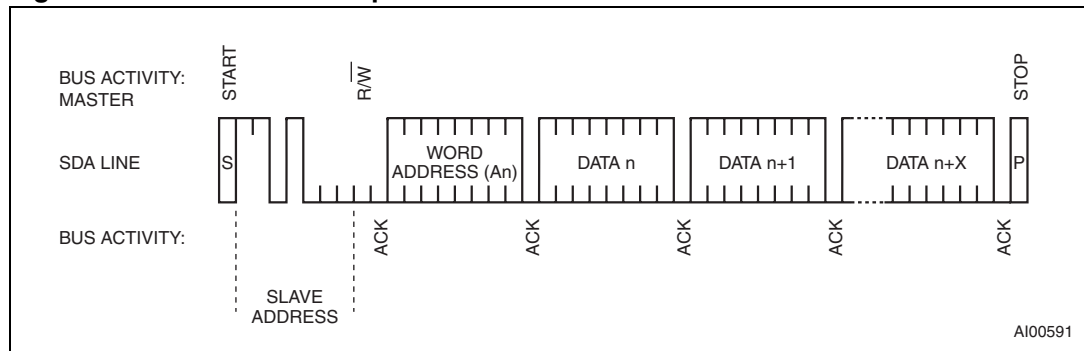 BUS ACTIVITY:
MASTER
START
R/W
STOP
SDA LINE
S
WORD
ADDRESS (An)
DATA n
DATA n+1
DATA n+X
P
BUS ACTIVITY:
ACK
ACK
ACK
ACK
ACK
SLAVE
ADDRESS
AI00591